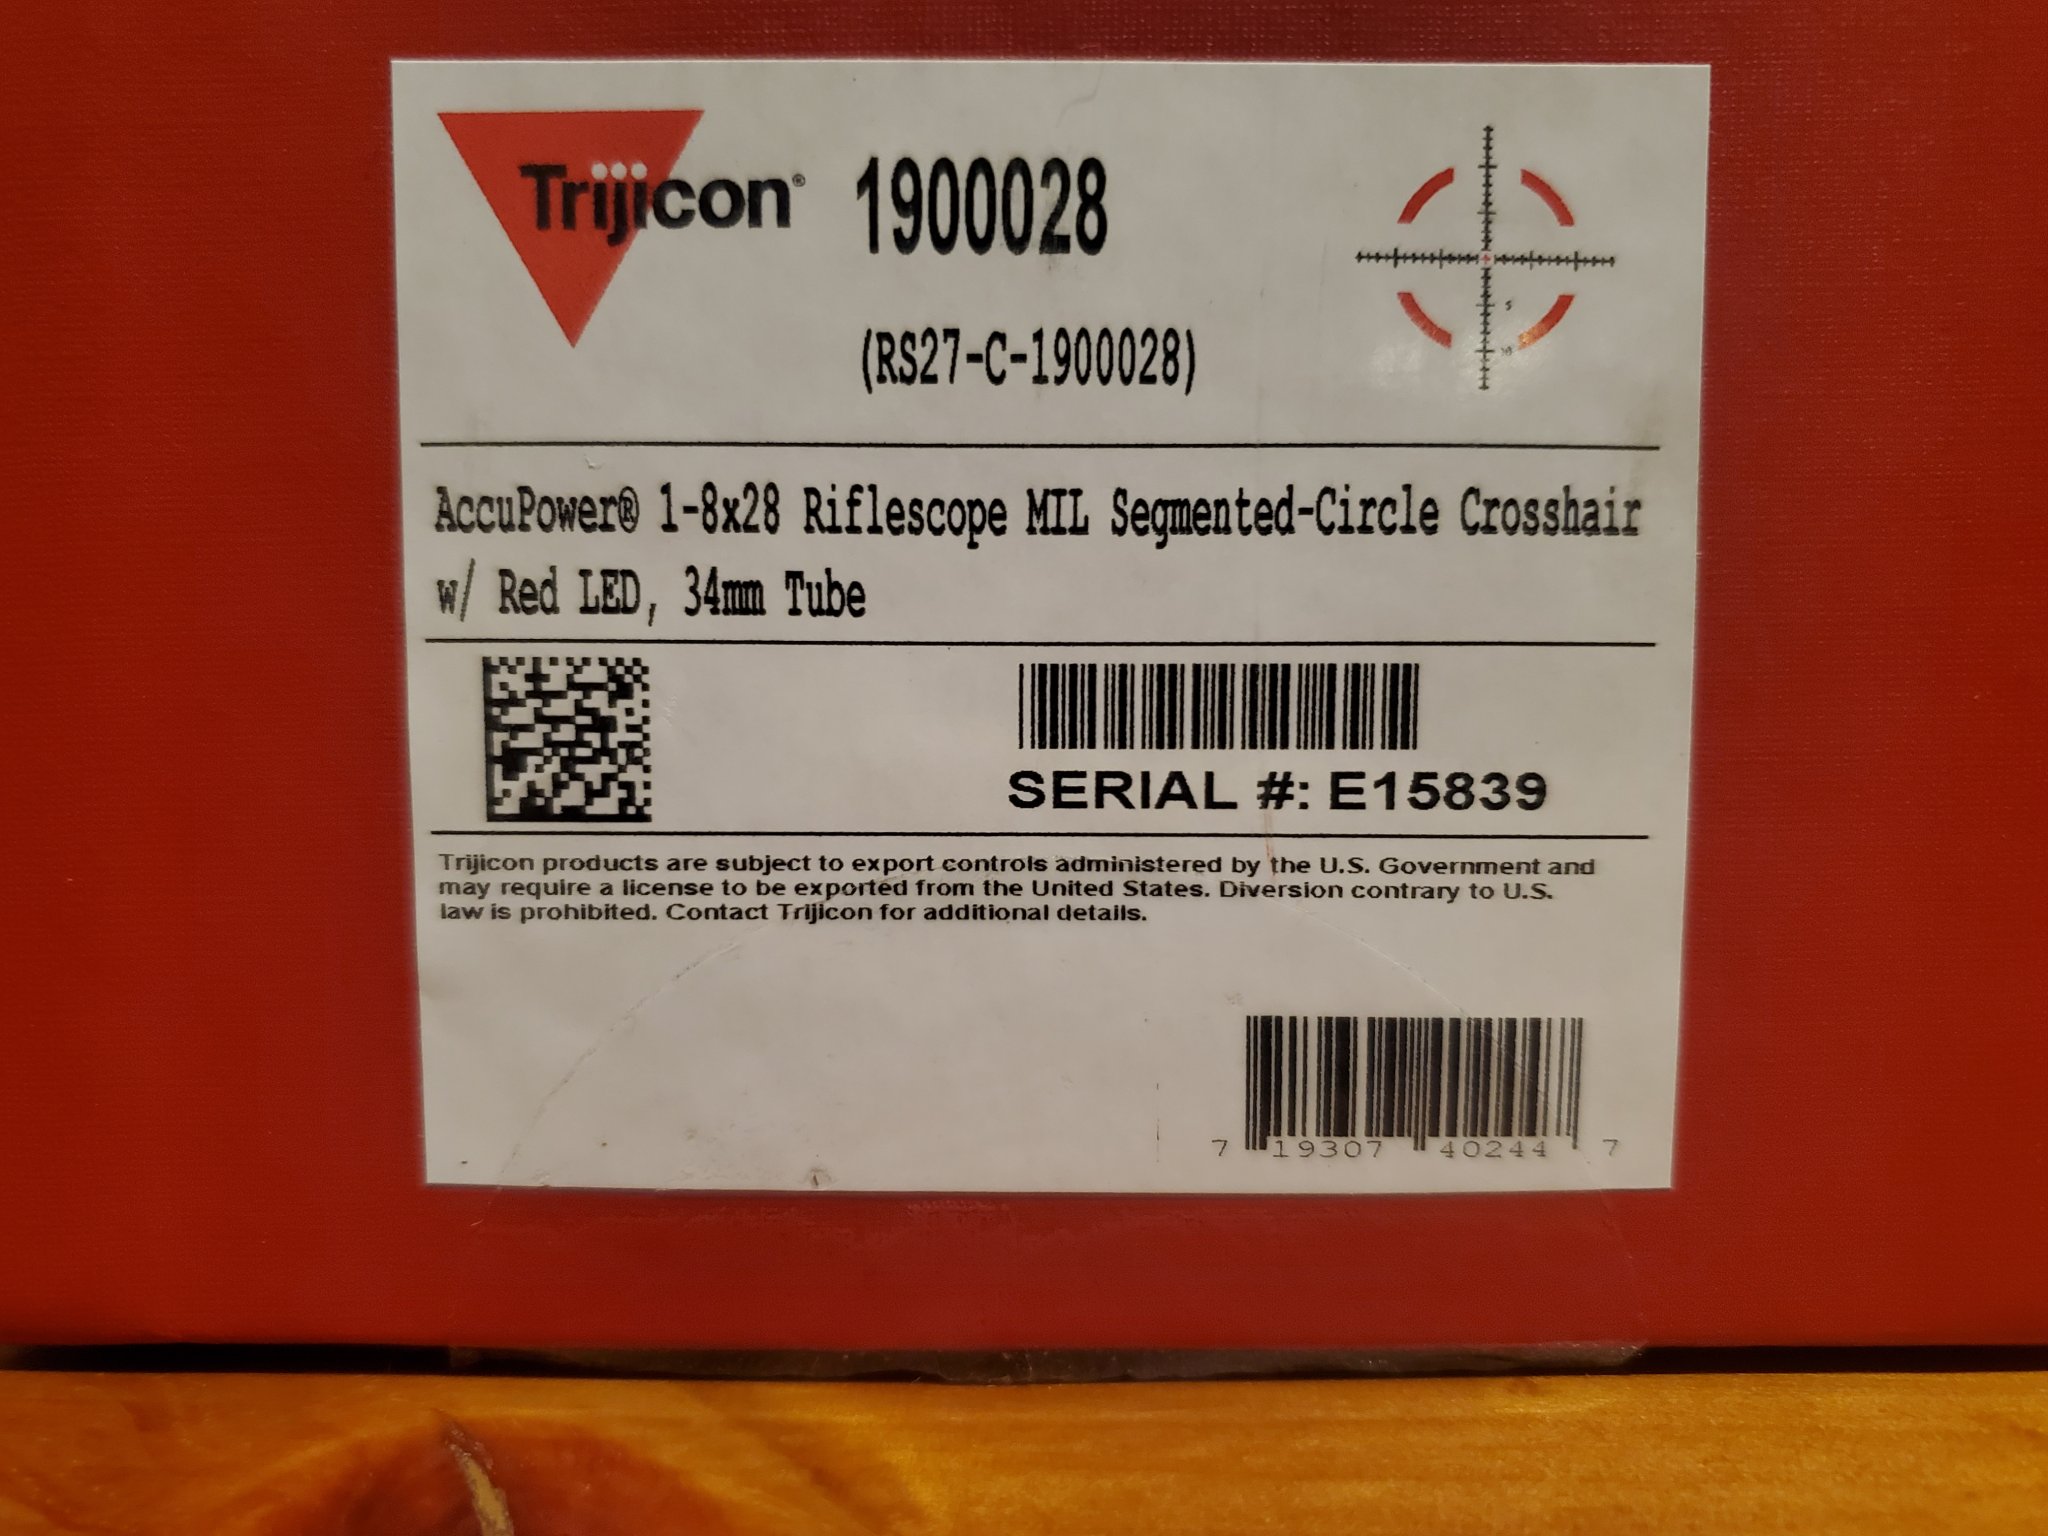 Trijicon® 1900028
(RS27-C-1900028)
5
10
AccuPower® 1-8x28 Riflescope MIL Segmented-Circle Crosshair
w/ Red LED, 34mm Tube
SERIAL #: E15839
Trijicon products are subject to export controls administered by the U.S. Government and
may require a license to be exported from the United States. Diversion contrary to U.S.
law is prohibited. Contact Trijicon for additional details.
7 19307 40244 7